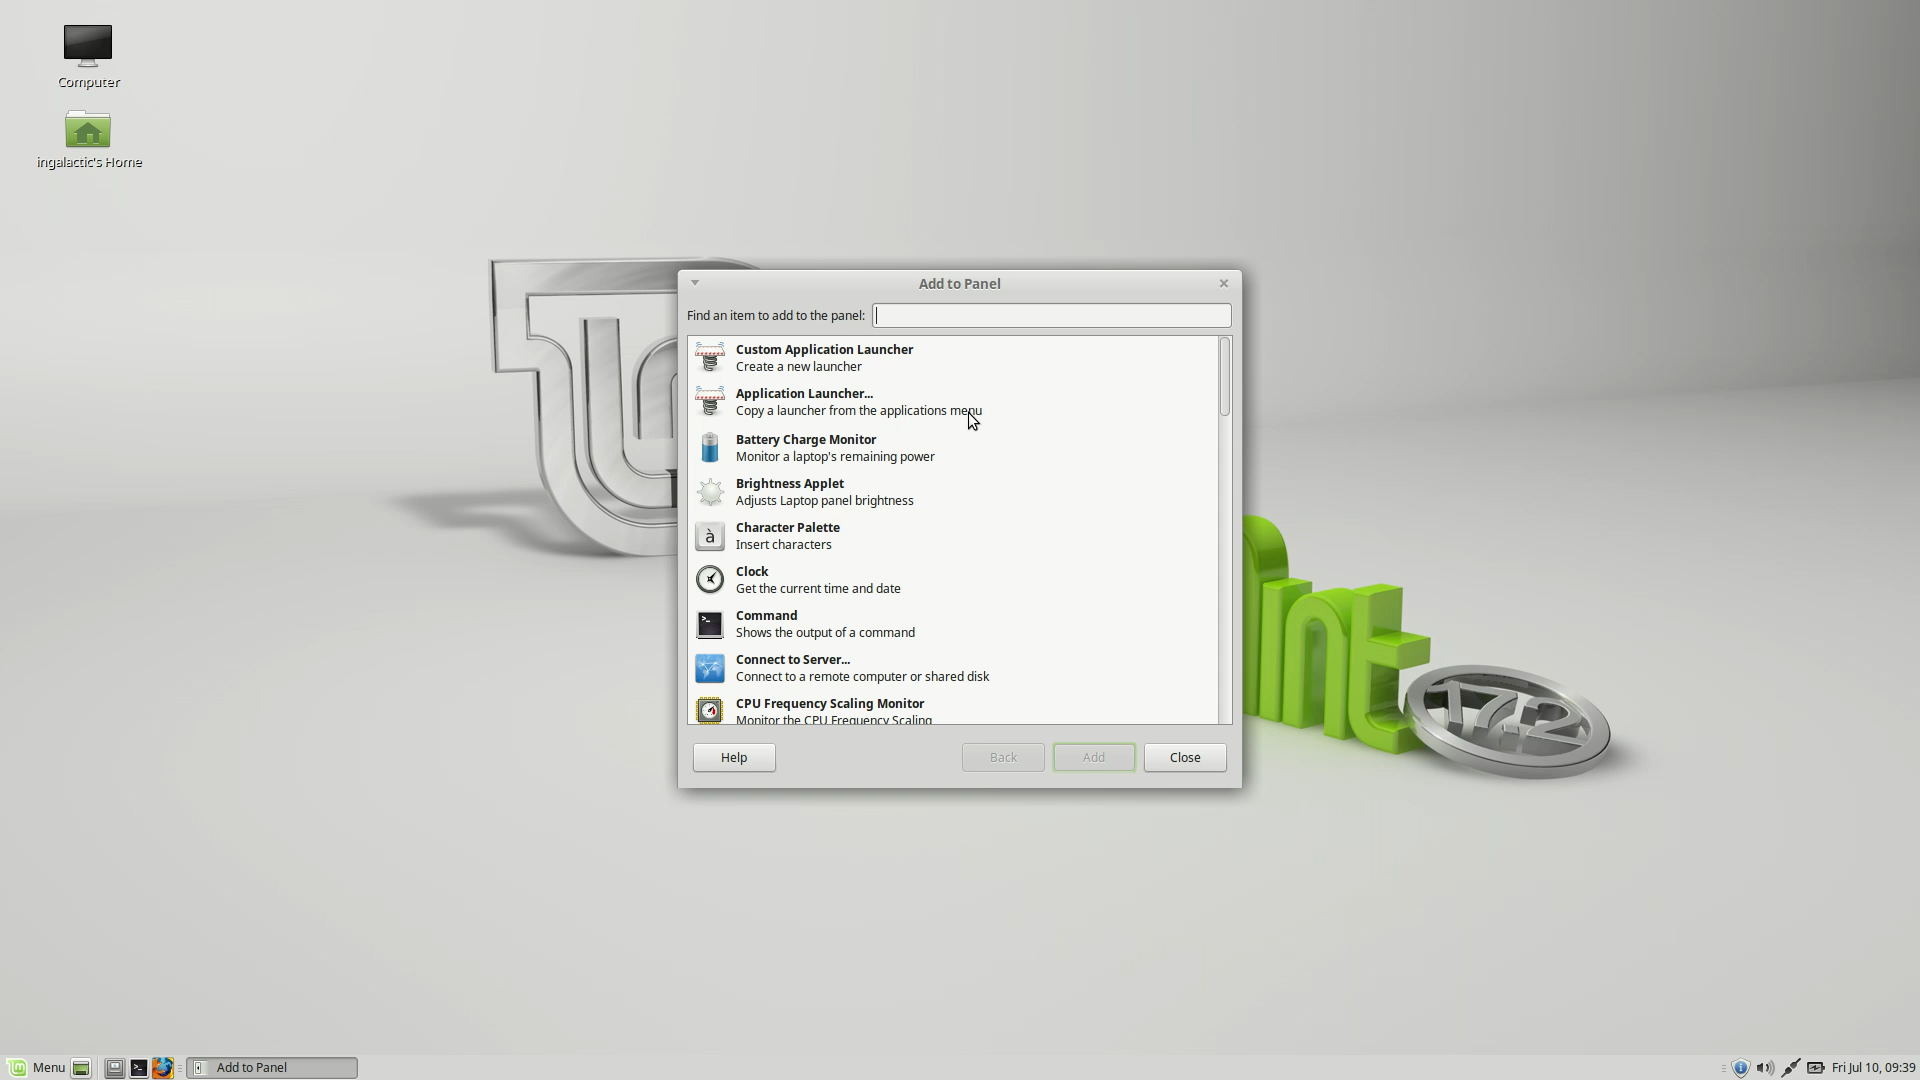 Computer
ingalactic's Home
Add to Panel
Find an item to add to the panel:
Custom Application Launcher
Create a new launcher
Application Launcher...
Copy a launcher from the applications menu
Battery Charge Monitor
Monitor a laptop's remaining power
Brightness Applet
Adjusts Laptop panel brightness
à
Character Palette
Insert characters
Clock
Get the current time and date
Command
Shows the output of a command
Connect to Server...
Connect to a remote computer or shared disk
CPU Frequency Scaling Monitor
Monitor the CPU Frequency Scaling
Help
Back
Add
Close
int
17.2
Menu
Add to Panel
Fri Jul 10, 09:39